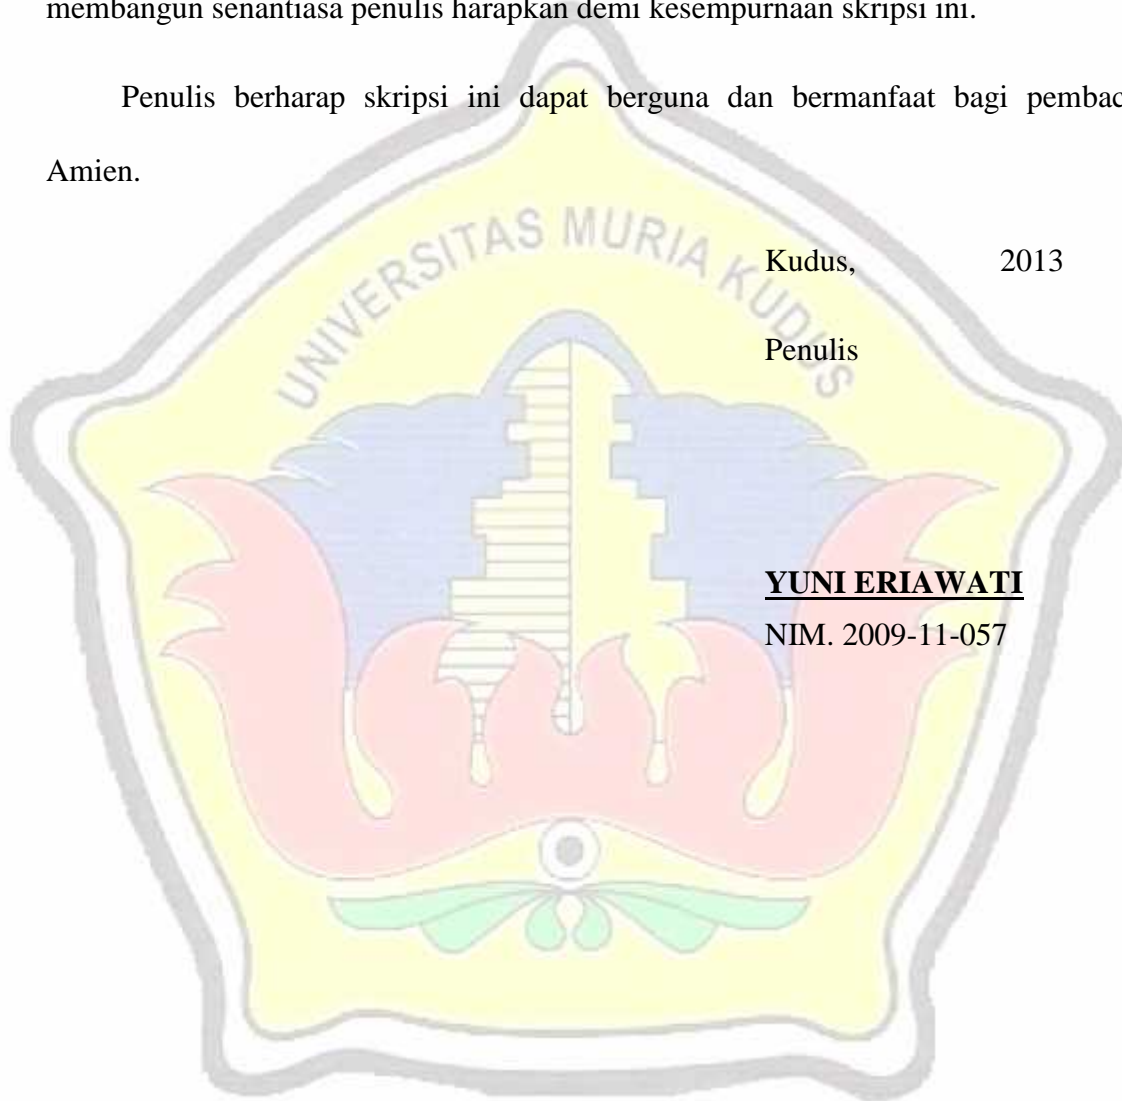 membangun senantiasa penulis harapkan demi kesempurnaan skripsi ini.
Penulis berharap skripsi ini dapat berguna dan bermanfaat bagi pembac
Amien.
UNIVERSITAS MURIA KUDUS
Kudus, 2013
Penulis
YUNI ERIAWATI
NIM. 2009-11-057